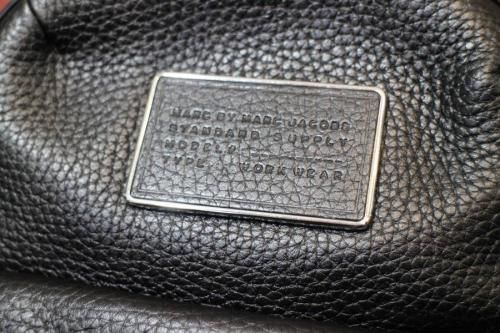 MARC BY MARC JACOBS
STANDARD SUPPLY
MODEL#
TYPE: WORK WEAR